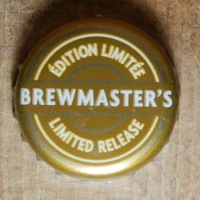 ÉDITION LIMITÉE
BREWMASTER'S
LIMITED RELEASE